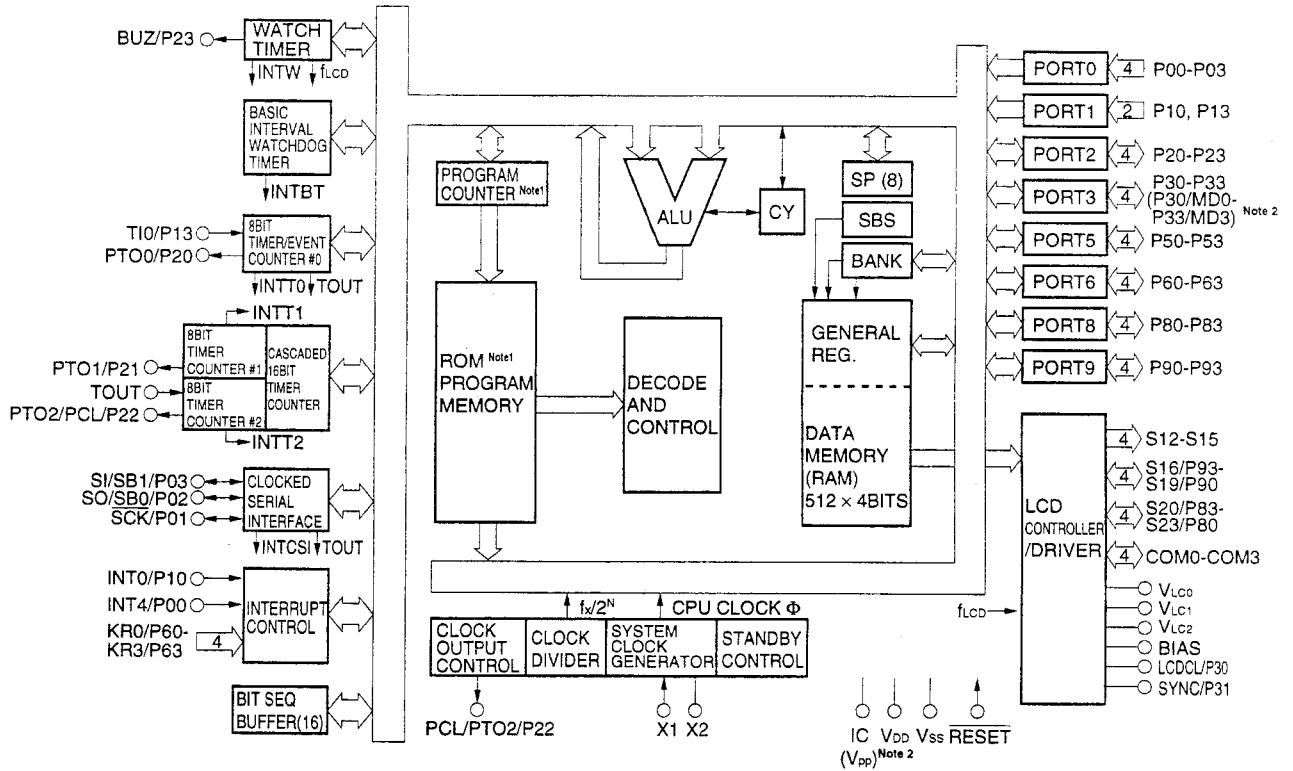 BUZ/P23
WATCH
TIMER
INTW
fLCD
BASIC
INTERVAL
WATCHDOG
TIMER
INTBT
TI0/P13
PTO0/P20
8BIT
TIMER/EVENT
COUNTER #0
INTT0
TOUT
INTT1
8BIT
TIMER
COUNTER #1
CASCADED
16BIT
TIMER
COUNTER
8BIT
TIMER
COUNTER #2
PTO1/P21
TOUT
PTO2/PCL/P22
INTT2
SI/SB1/P03
SO/SB0/P02
SCK/P01
CLOCKED
SERIAL
INTERFACE
INTCSI
TOUT
INT0/P10
INT4/P00
KR0/P60-
KR3/P63
4
INTERRUPT
CONTROL
BIT SEQ
BUFFER(16)
PROGRAM
COUNTER Note1
ALU
CY
SP (8)
SBS
BANK
ROM Note1
PROGRAM
MEMORY
DECODE
AND
CONTROL
GENERAL
REG.
DATA
MEMORY
(RAM)
512 × 4BITS
fx/2N
CPU CLOCK Φ
CLOCK
OUTPUT
CONTROL
CLOCK
DIVIDER
SYSTEM
CLOCK
GENERATOR
STANDBY
CONTROL
PCL/PTO2/P22
X1 X2
IC VDD VSS RESET
(Vpp) Note 2
PORT0 4 P00-P03
PORT1 2 P10, P13
PORT2 4 P20-P23
PORT3 4 P30-P33
(P30/MD0-
P33/MD3) Note 2
PORT5 4 P50-P53
PORT6 4 P60-P63
PORT8 4 P80-P83
PORT9 4 P90-P93
LCD
CONTROLLER
/DRIVER
fLCD
4 S12-S15
4 S16/P93-
S19/P90
4 S20/P83-
S23/P80
4 COM0-COM3
VLC0
VLC1
VLC2
BIAS
LCDCL/P30
SYNC/P31